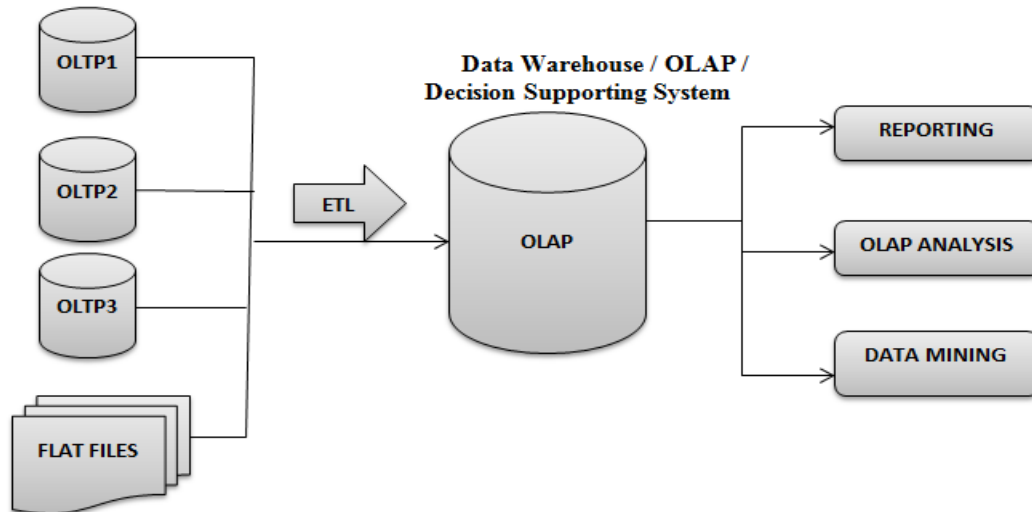 OLTP1
OLTP2
OLTP3
FLAT FILES
ETL
Data Warehouse / OLAP /
Decision Supporting System
OLAP
REPORTING
OLAP ANALYSIS
DATA MINING